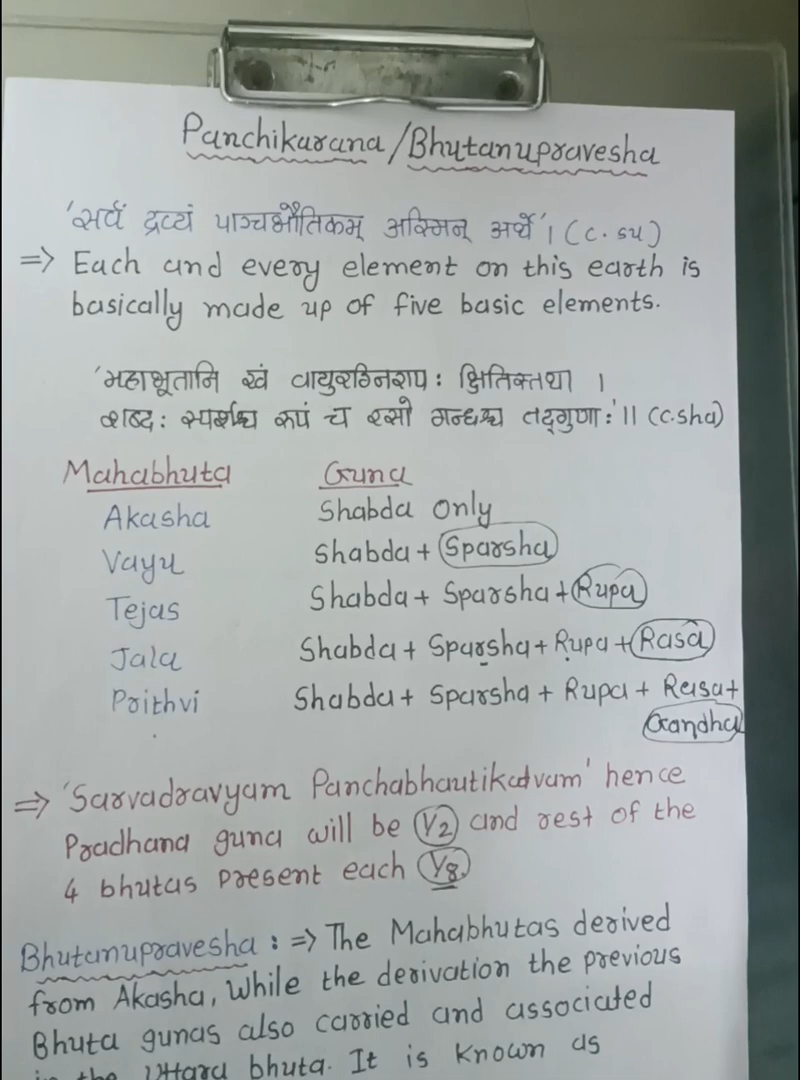 Panchikarana/Bhutanupravesha
'सर्वं द्रव्यं पाञ्चभौतिकम् अस्मिन् अर्थे'। (c.su)
=> Each and every element on this earth is
basically made up of five basic elements.
'महाभूतानि खं वायुरग्निराप: क्षितिस्तथा ।
शब्द: स्पर्शश्च रूपं च रसो गन्धश्च तद्गुणा:'।। (c.sha)
Mahabhuta Guna
Akasha Shabda only
Vayu Shabda + Sparsha
Tejas Shabda + Sparsha + Rupa
Jala Shabda + Sparsha + Rupa + Rasa
Prithvi Shabda + Sparsha + Rupa + Rasa +
Gandha
=> 'Sarvadravyam Panchabhautikatvam' hence
Pradhana guna will be 1/2 and rest of the
4 bhutas present each 1/8.
Bhutanupravesha : => The Mahabhutas derived
from Akasha, While the derivation the previous
Bhuta gunas also carried and associated
in the Uttara bhuta. It is known as